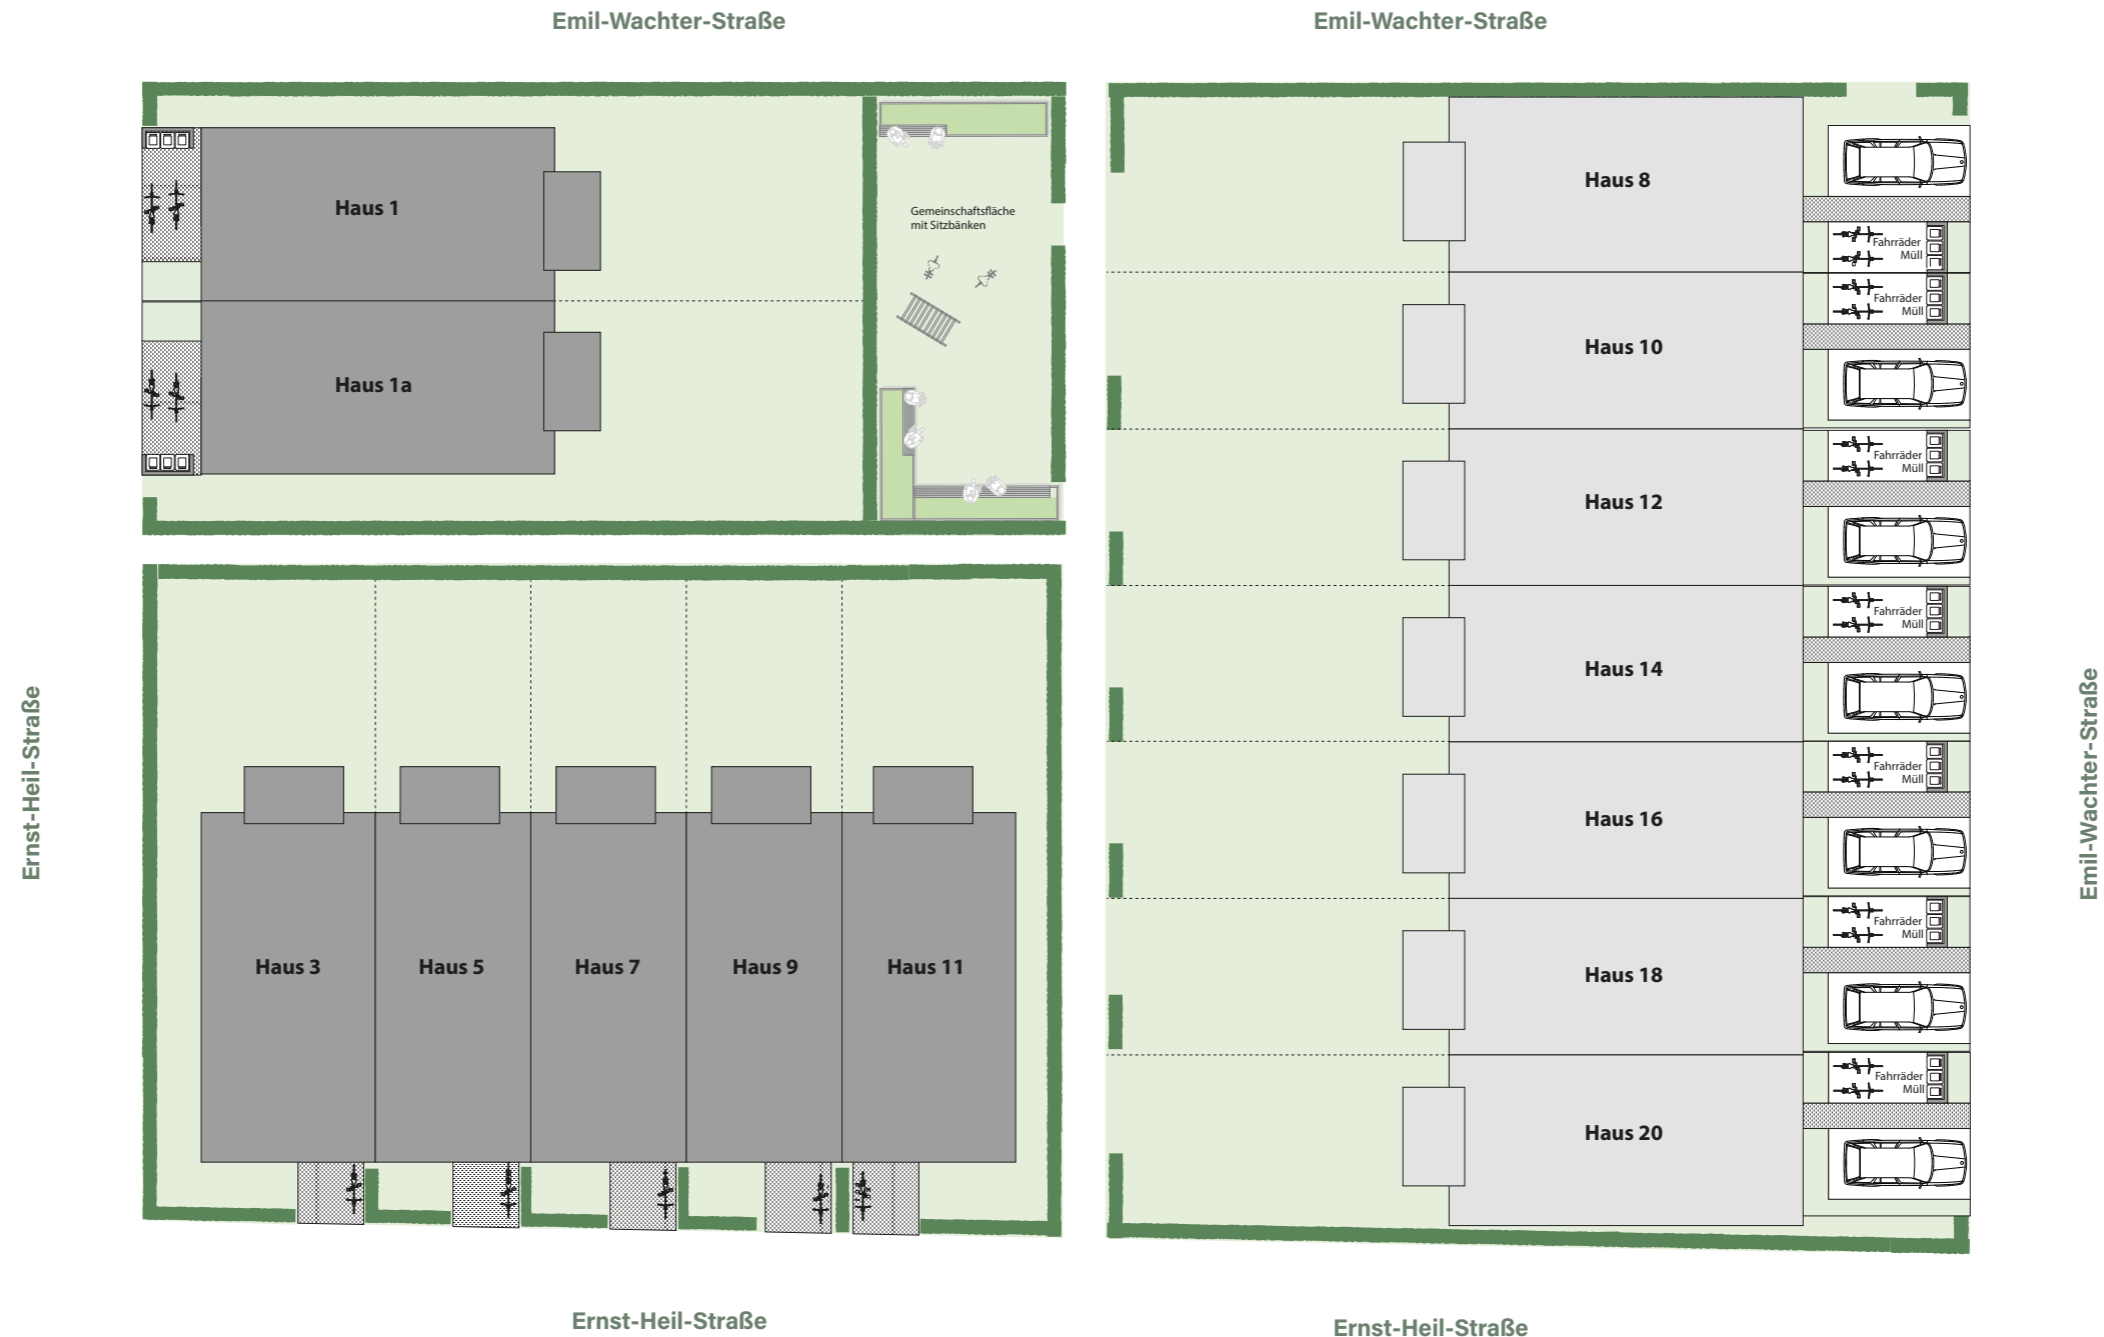 Emil-Wachter-Straße
Emil-Wachter-Straße
Haus 1
Haus 1a
Gemeinschaftsfläche
mit Sitzbänken
Haus 8
Fahrräder
Müll
Haus 10
Fahrräder
Müll
Haus 12
Fahrräder
Müll
Haus 14
Fahrräder
Müll
Haus 16
Fahrräder
Müll
Haus 18
Fahrräder
Müll
Haus 20
Fahrräder
Müll
Haus 3
Haus 5
Haus 7
Haus 9
Haus 11
Ernst-Heil-Straße
Emil-Wachter-Straße
Ernst-Heil-Straße
Ernst-Heil-Straße